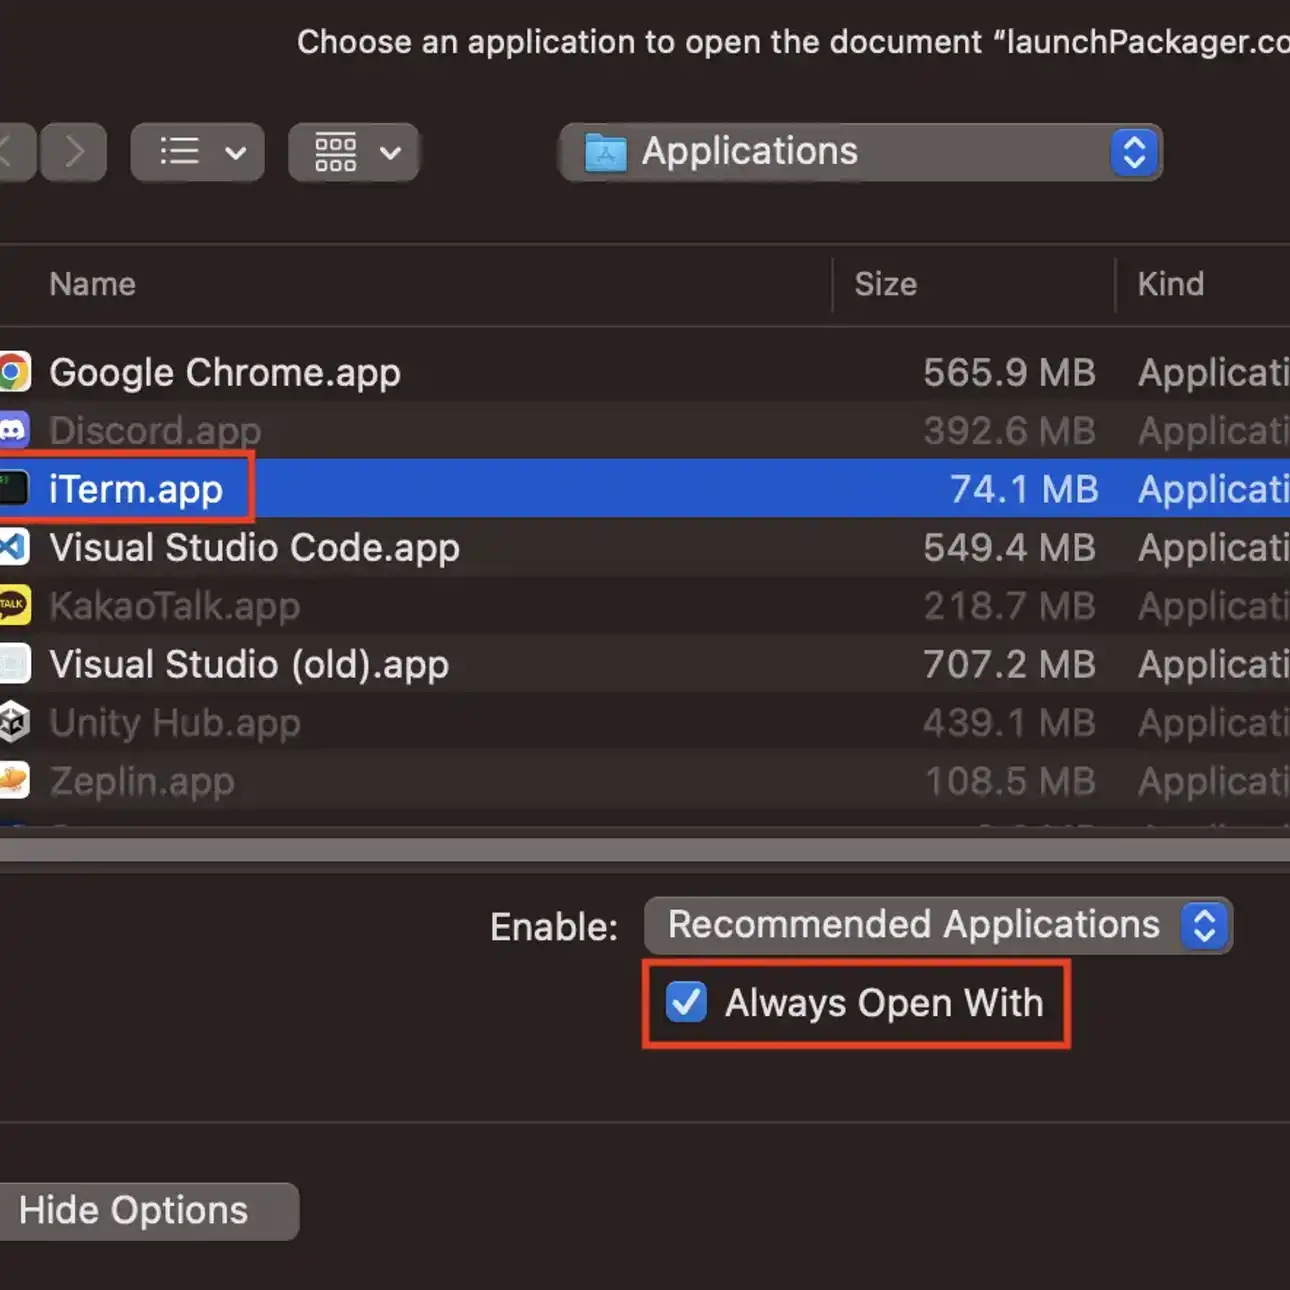 Choose an application to open the document “launchPackager.co
Applications
Name Size Kind
Google Chrome.app 565.9 MB Applicati
Discord.app 392.6 MB Applicati
iTerm.app 74.1 MB Applicati
Visual Studio Code.app 549.4 MB Applicati
TALK KakaoTalk.app 218.7 MB Applicati
Visual Studio (old).app 707.2 MB Applicati
Unity Hub.app 439.1 MB Applicati
Zeplin.app 108.5 MB Applicati
Enable: Recommended Applications
Always Open With
Hide Options